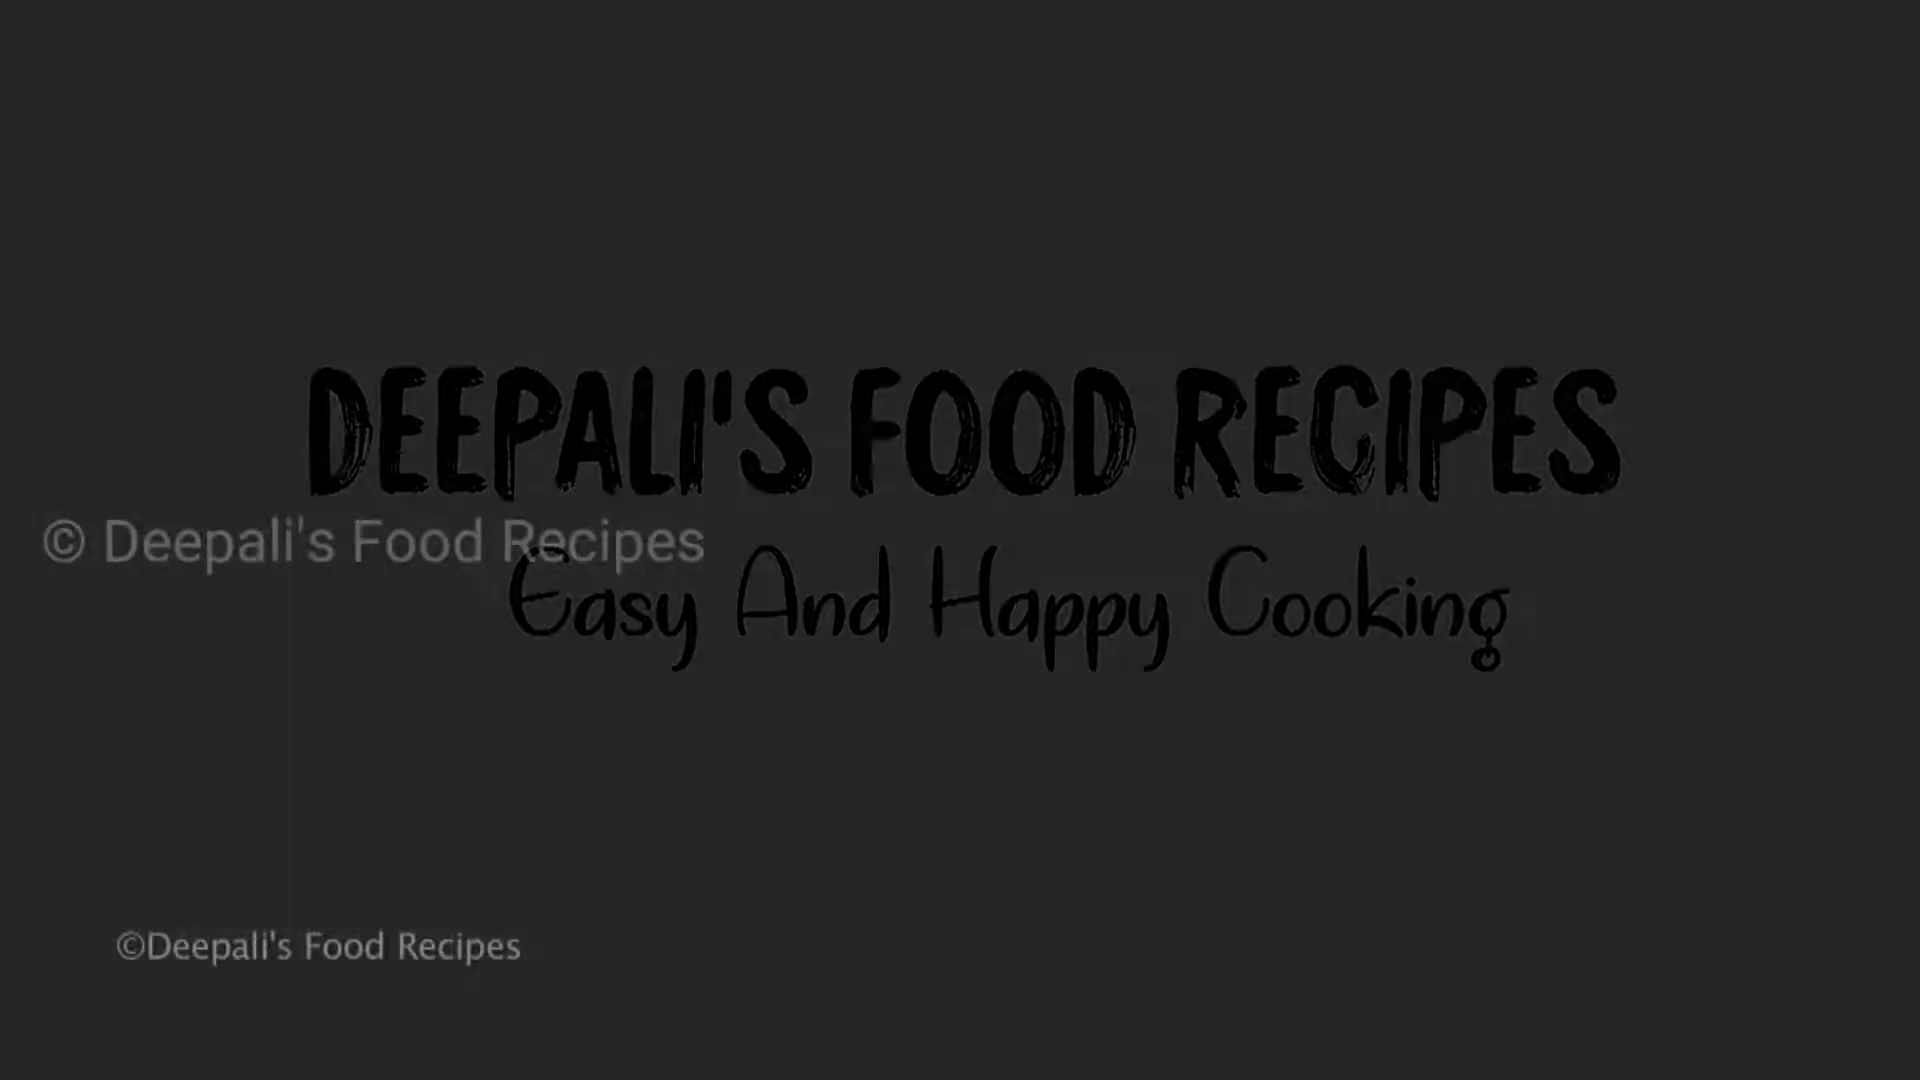 DEEPALI'S FOOD RECIPES
© Deepali's Food Recipes
Easy And Happy Cooking
©Deepali's Food Recipes